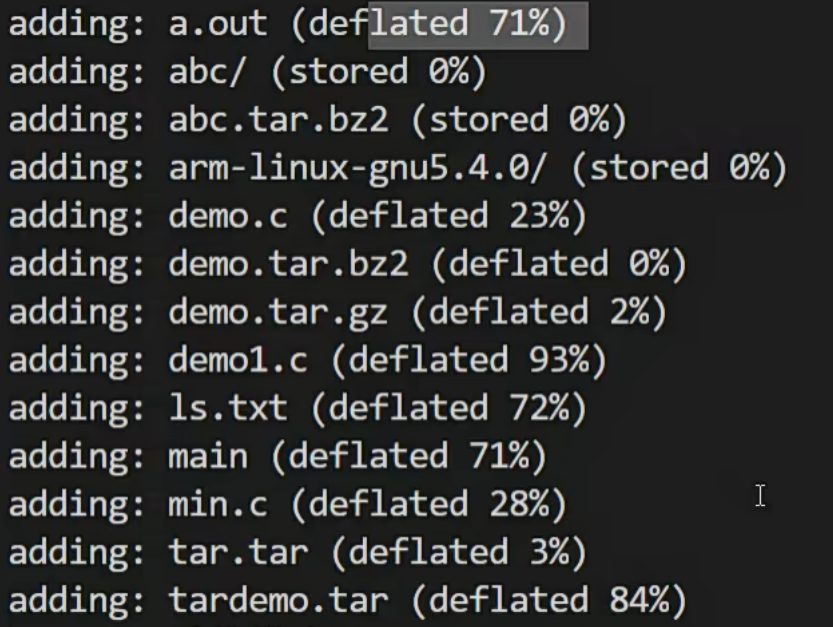 adding: a.out (deflated 71%)
adding: abc/ (stored 0%)
adding: abc.tar.bz2 (stored 0%)
adding: arm-linux-gnu5.4.0/ (stored 0%)
adding: demo.c (deflated 23%)
adding: demo.tar.bz2 (deflated 0%)
adding: demo.tar.gz (deflated 2%)
adding: demo1.c (deflated 93%)
adding: ls.txt (deflated 72%)
adding: main (deflated 71%)
adding: min.c (deflated 28%)
adding: tar.tar (deflated 3%)
adding: tardemo.tar (deflated 84%)